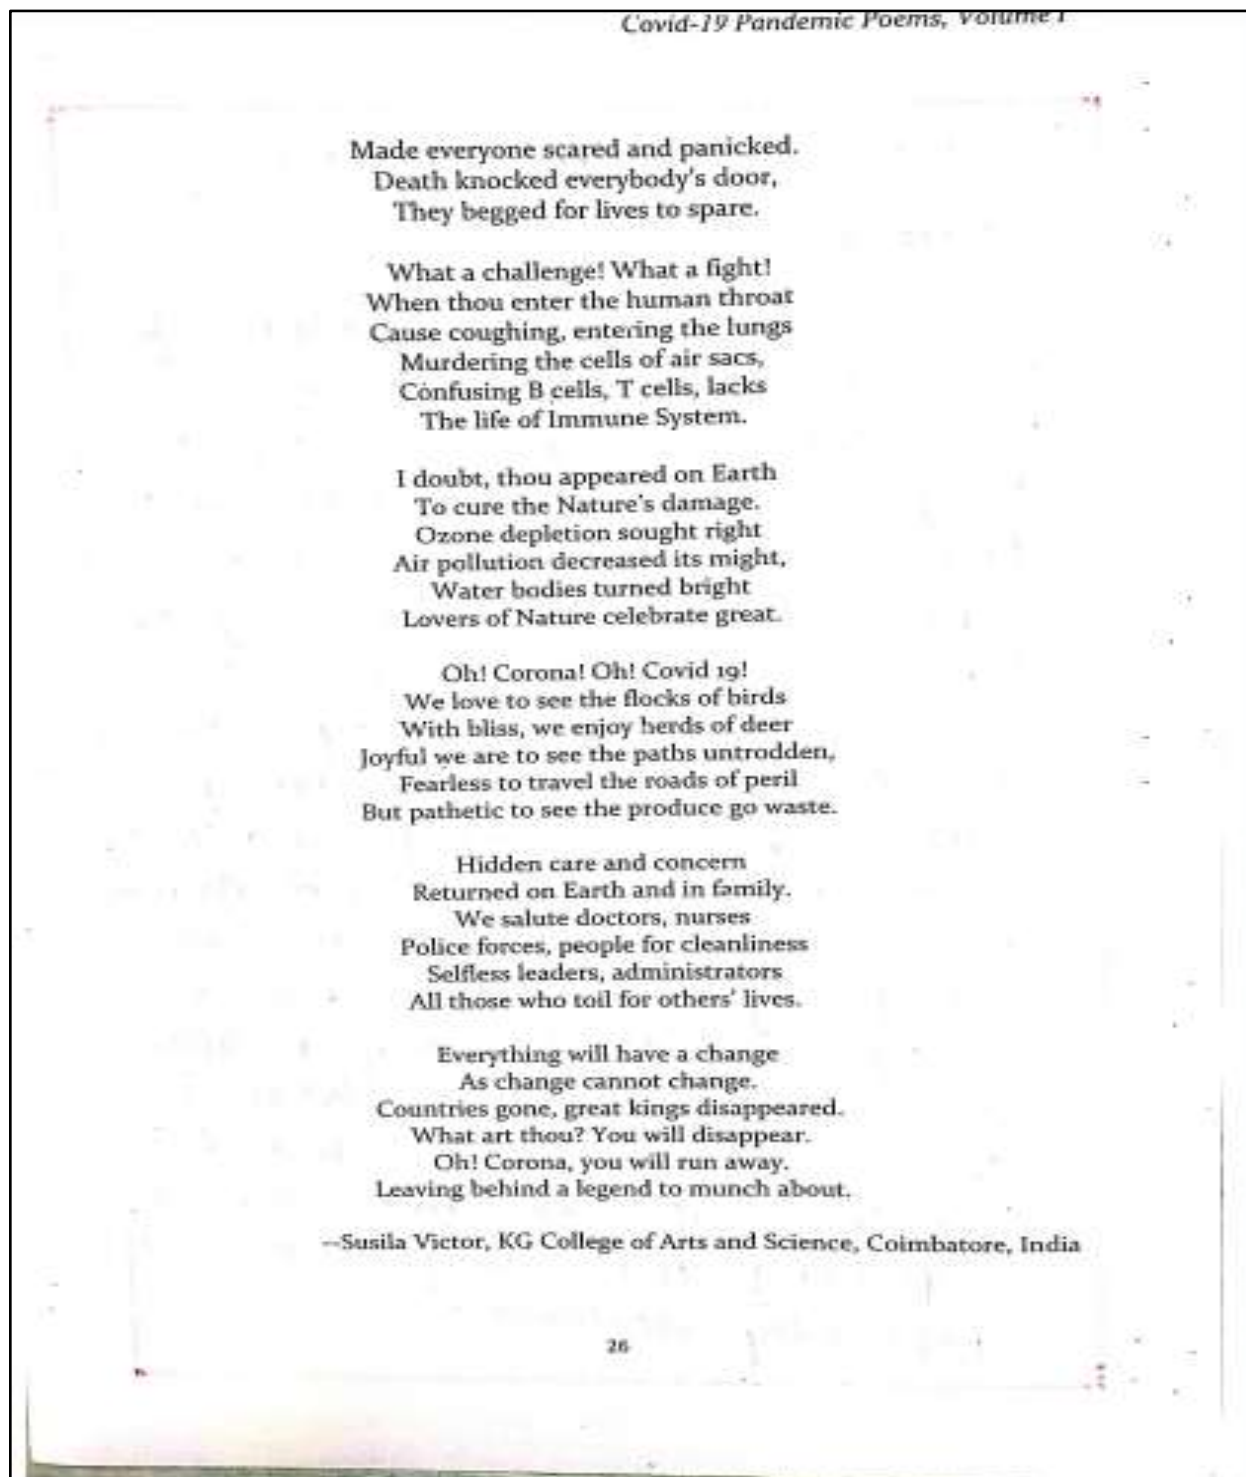 Covid-19 Pandemic Poems, Volume I
Made everyone scared and panicked.
Death knocked everybody's door,
They begged for lives to spare.
What a challenge! What a fight!
When thou enter the human throat
Cause coughing, entering the lungs
Murdering the cells of air sacs,
Confusing B cells, T cells, lacks
The life of Immune System.
I doubt, thou appeared on Earth
To cure the Nature's damage.
Ozone depletion sought right
Air pollution decreased its might,
Water bodies turned bright
Lovers of Nature celebrate great.
Oh! Corona! Oh! Covid 19!
We love to see the flocks of birds
With bliss, we enjoy herds of deer
Joyful we are to see the paths untrodden,
Fearless to travel the roads of peril
But pathetic to see the produce go waste.
Hidden care and concern
Returned on Earth and in family.
We salute doctors, nurses
Police forces, people for cleanliness
Selfless leaders, administrators
All those who toil for others' lives.
Everything will have a change
As change cannot change.
Countries gone, great kings disappeared.
What art thou? You will disappear.
Oh! Corona, you will run away.
Leaving behind a legend to munch about.
--Susila Victor, KG College of Arts and Science, Coimbatore, India
26